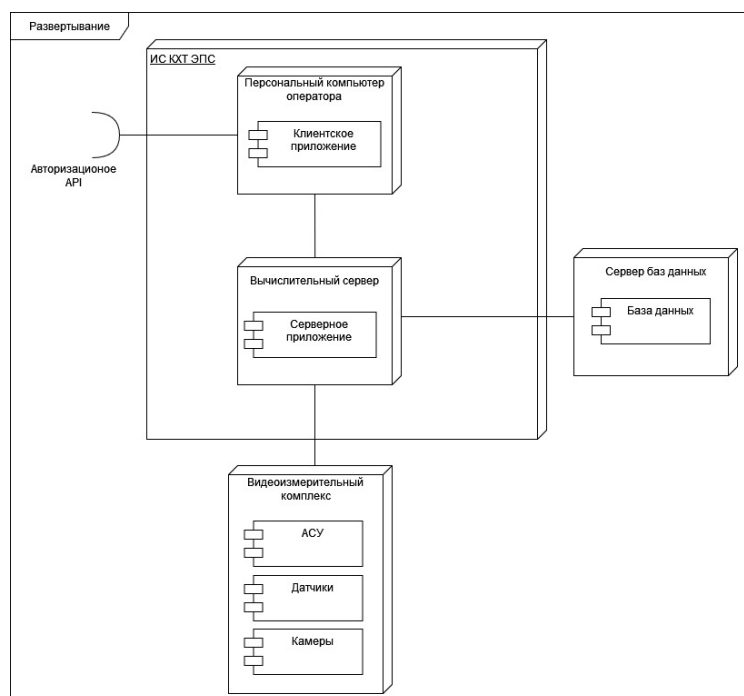 Развертывание
ИС КХТ ЭПС
Персональный компьютер
оператора
Клиентское
приложение
Авторизационое
API
Вычислительный сервер
Серверное
приложение
Сервер баз данных
База данных
Видеоизмерительный
комплекс
АСУ
Датчики
Камеры